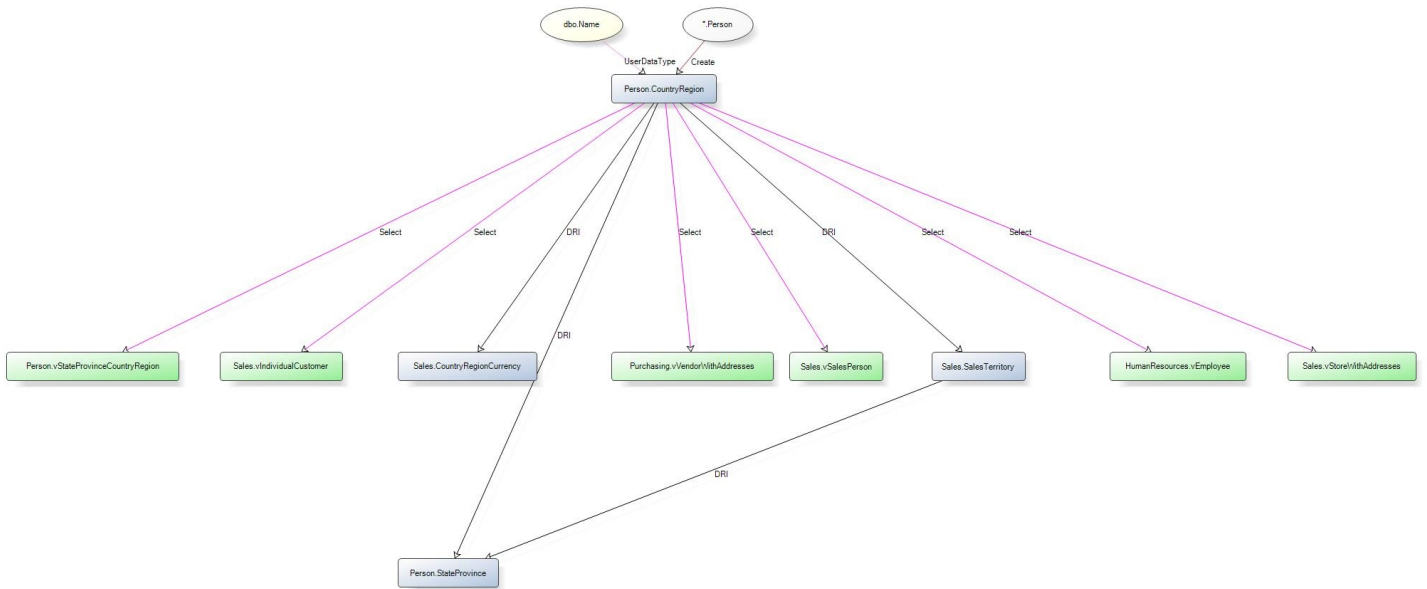 dbo.Name
*.Person
UserDataType
Create
Person.CountryRegion
Select
Select
DRI
Select
Select
DRI
Select
Select
DRI
Person.vStateProvinceCountryRegion
Sales.vIndividualCustomer
Sales.CountryRegionCurrency
Purchasing.vVendorWithAddresses
Sales.vSalesPerson
Sales.SalesTerritory
HumanResources.vEmployee
Sales.vStoreWithAddresses
DRI
Person.StateProvince